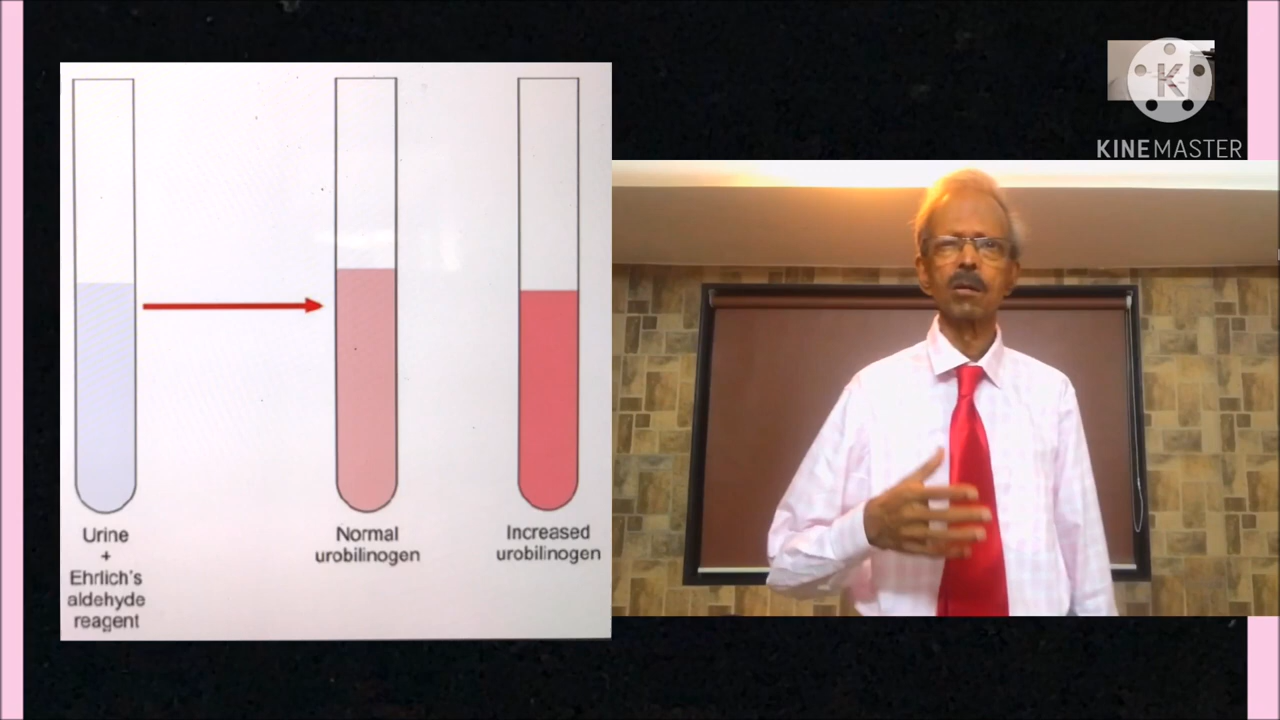 K
KINEMASTER
Urine
+
Ehrlich's
aldehyde
reagent
Normal
urobilinogen
Increased
urobilinogen